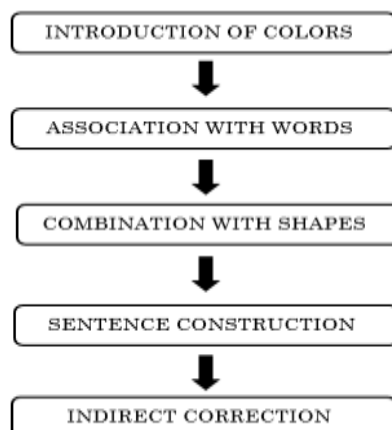 INTRODUCTION OF COLORS
ASSOCIATION WITH WORDS
COMBINATION WITH SHAPES
SENTENCE CONSTRUCTION
INDIRECT CORRECTION